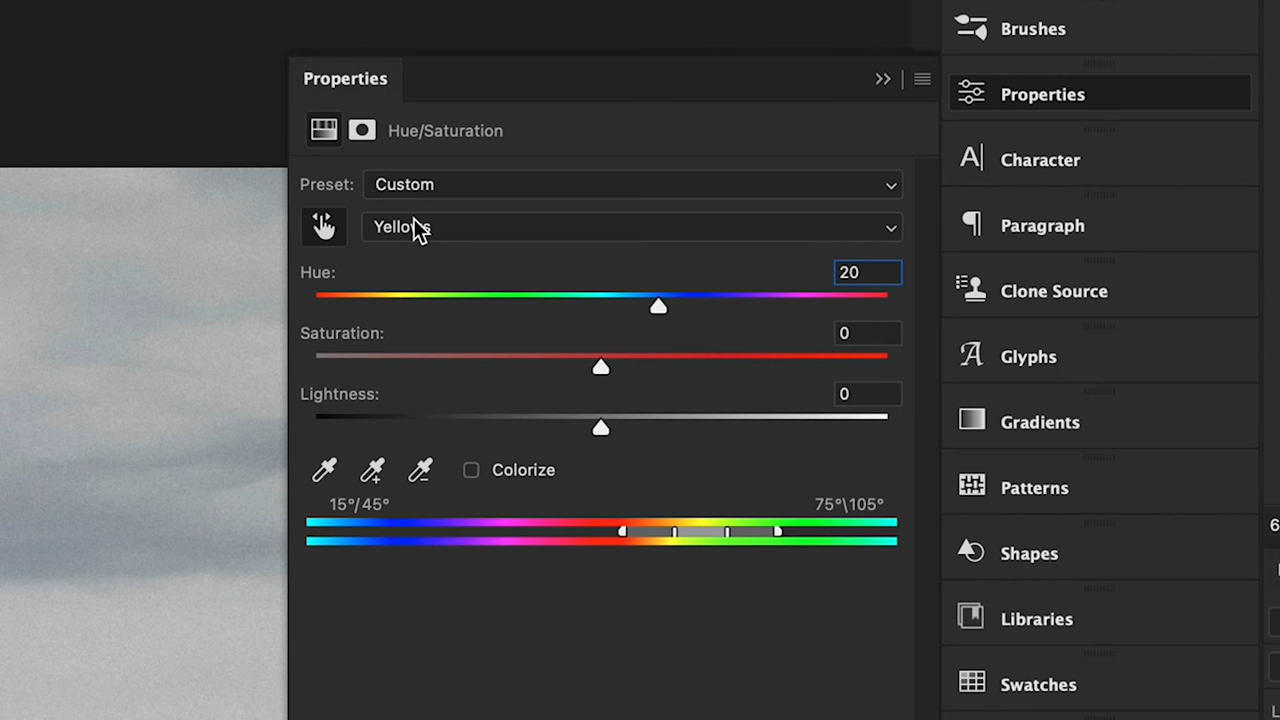 Brushes
Properties
Properties
Hue/Saturation
Character
Preset: Custom
Yellows
Paragraph
Hue: 20
Clone Source
Saturation: 0
Glyphs
Lightness: 0
Gradients
Colorize
Patterns
15°/45° 75°\105°
6
Shapes
Libraries
Swatches